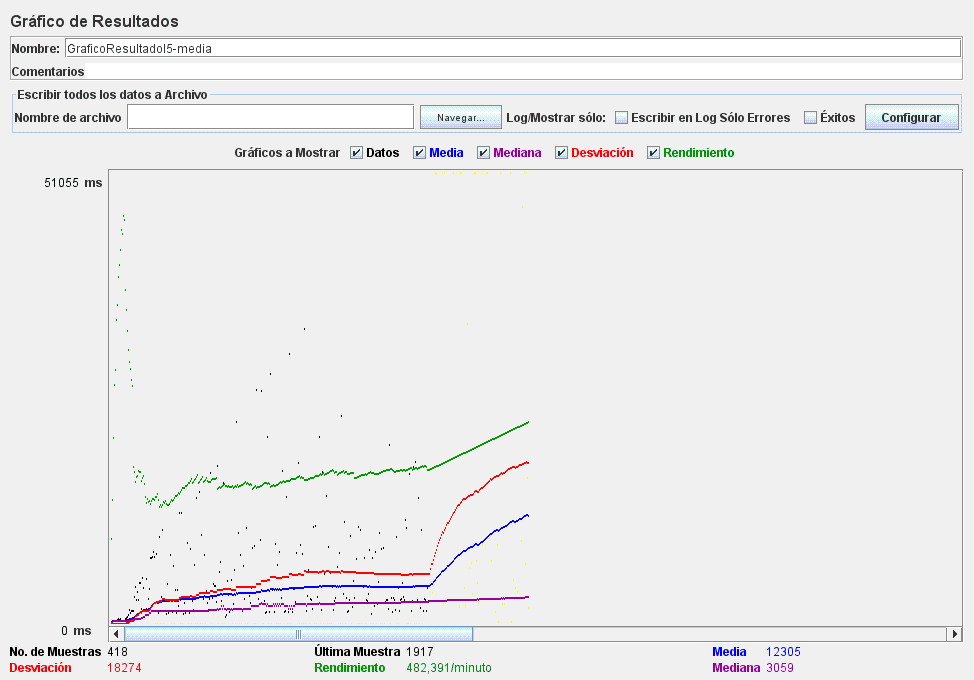 Gráfico de Resultados
Nombre: GraficoResultadoI5-media
Comentarios
Escribir todos los datos a Archivo
Nombre de archivo Navegar... Log/Mostrar sólo: Escribir en Log Sólo Errores Éxitos Configurar
Gráficos a Mostrar Datos Media Mediana Desviación Rendimiento
51055 ms
0 ms
No. de Muestras 418 Última Muestra 1917 Media 12305
Desviación 18274 Rendimiento 482,391/minuto Mediana 3059